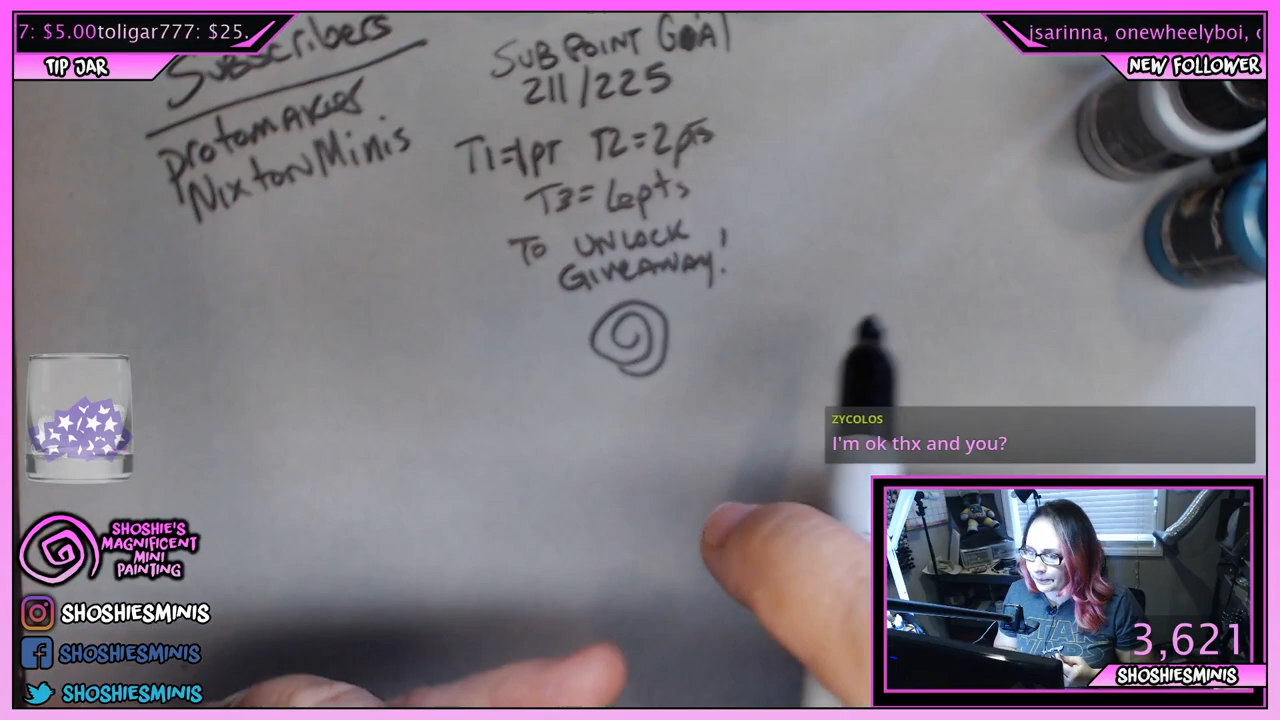 7: $5.00toligar777: $25.
TIP JAR
jsarinna, onewheelyboi,
NEW FOLLOWER
SUBSCRIBERS
protomAkes
NixtonMinis
SUB POINT GOAl
211/225
T1=1pt T2=2pts
T3=6pts
To UNLOCK
GIVEAWAY!
ZYCOLOS
I'm ok thx and you?
SHOSHIE'S
MAGNIFICENT
MINI
PAINTING
SHOSHIESMINIS
SHOSHIESMINIS
SHOSHIESMINIS
3,621
SHOSHIESMINIS